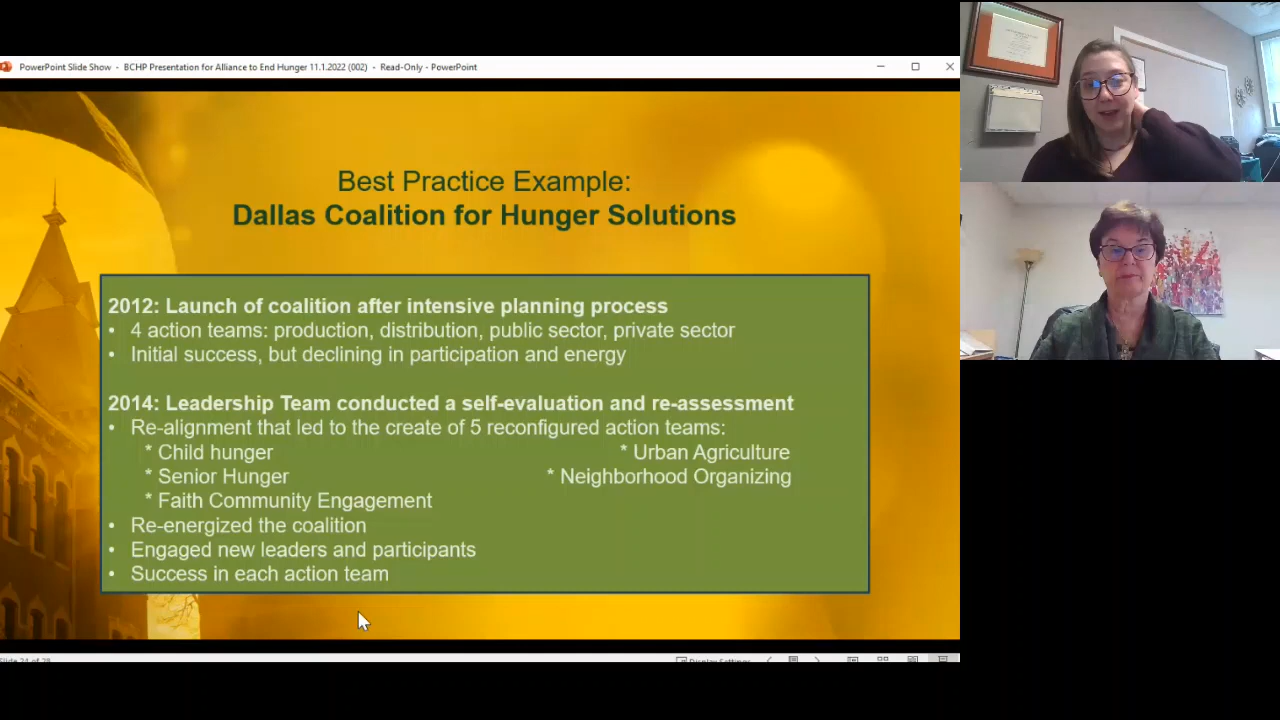 PowerPoint Slide Show - BCHP Presentation for Alliance to End Hunger 11.1.2022 (002) - Read-Only - PowerPoint
Best Practice Example:
Dallas Coalition for Hunger Solutions
2012: Launch of coalition after intensive planning process
• 4 action teams: production, distribution, public sector, private sector
• Initial success, but declining in participation and energy
2014: Leadership Team conducted a self-evaluation and re-assessment
• Re-alignment that led to the create of 5 reconfigured action teams:
* Child hunger * Urban Agriculture
* Senior Hunger * Neighborhood Organizing
* Faith Community Engagement
• Re-energized the coalition
• Engaged new leaders and participants
• Success in each action team
Display Settings